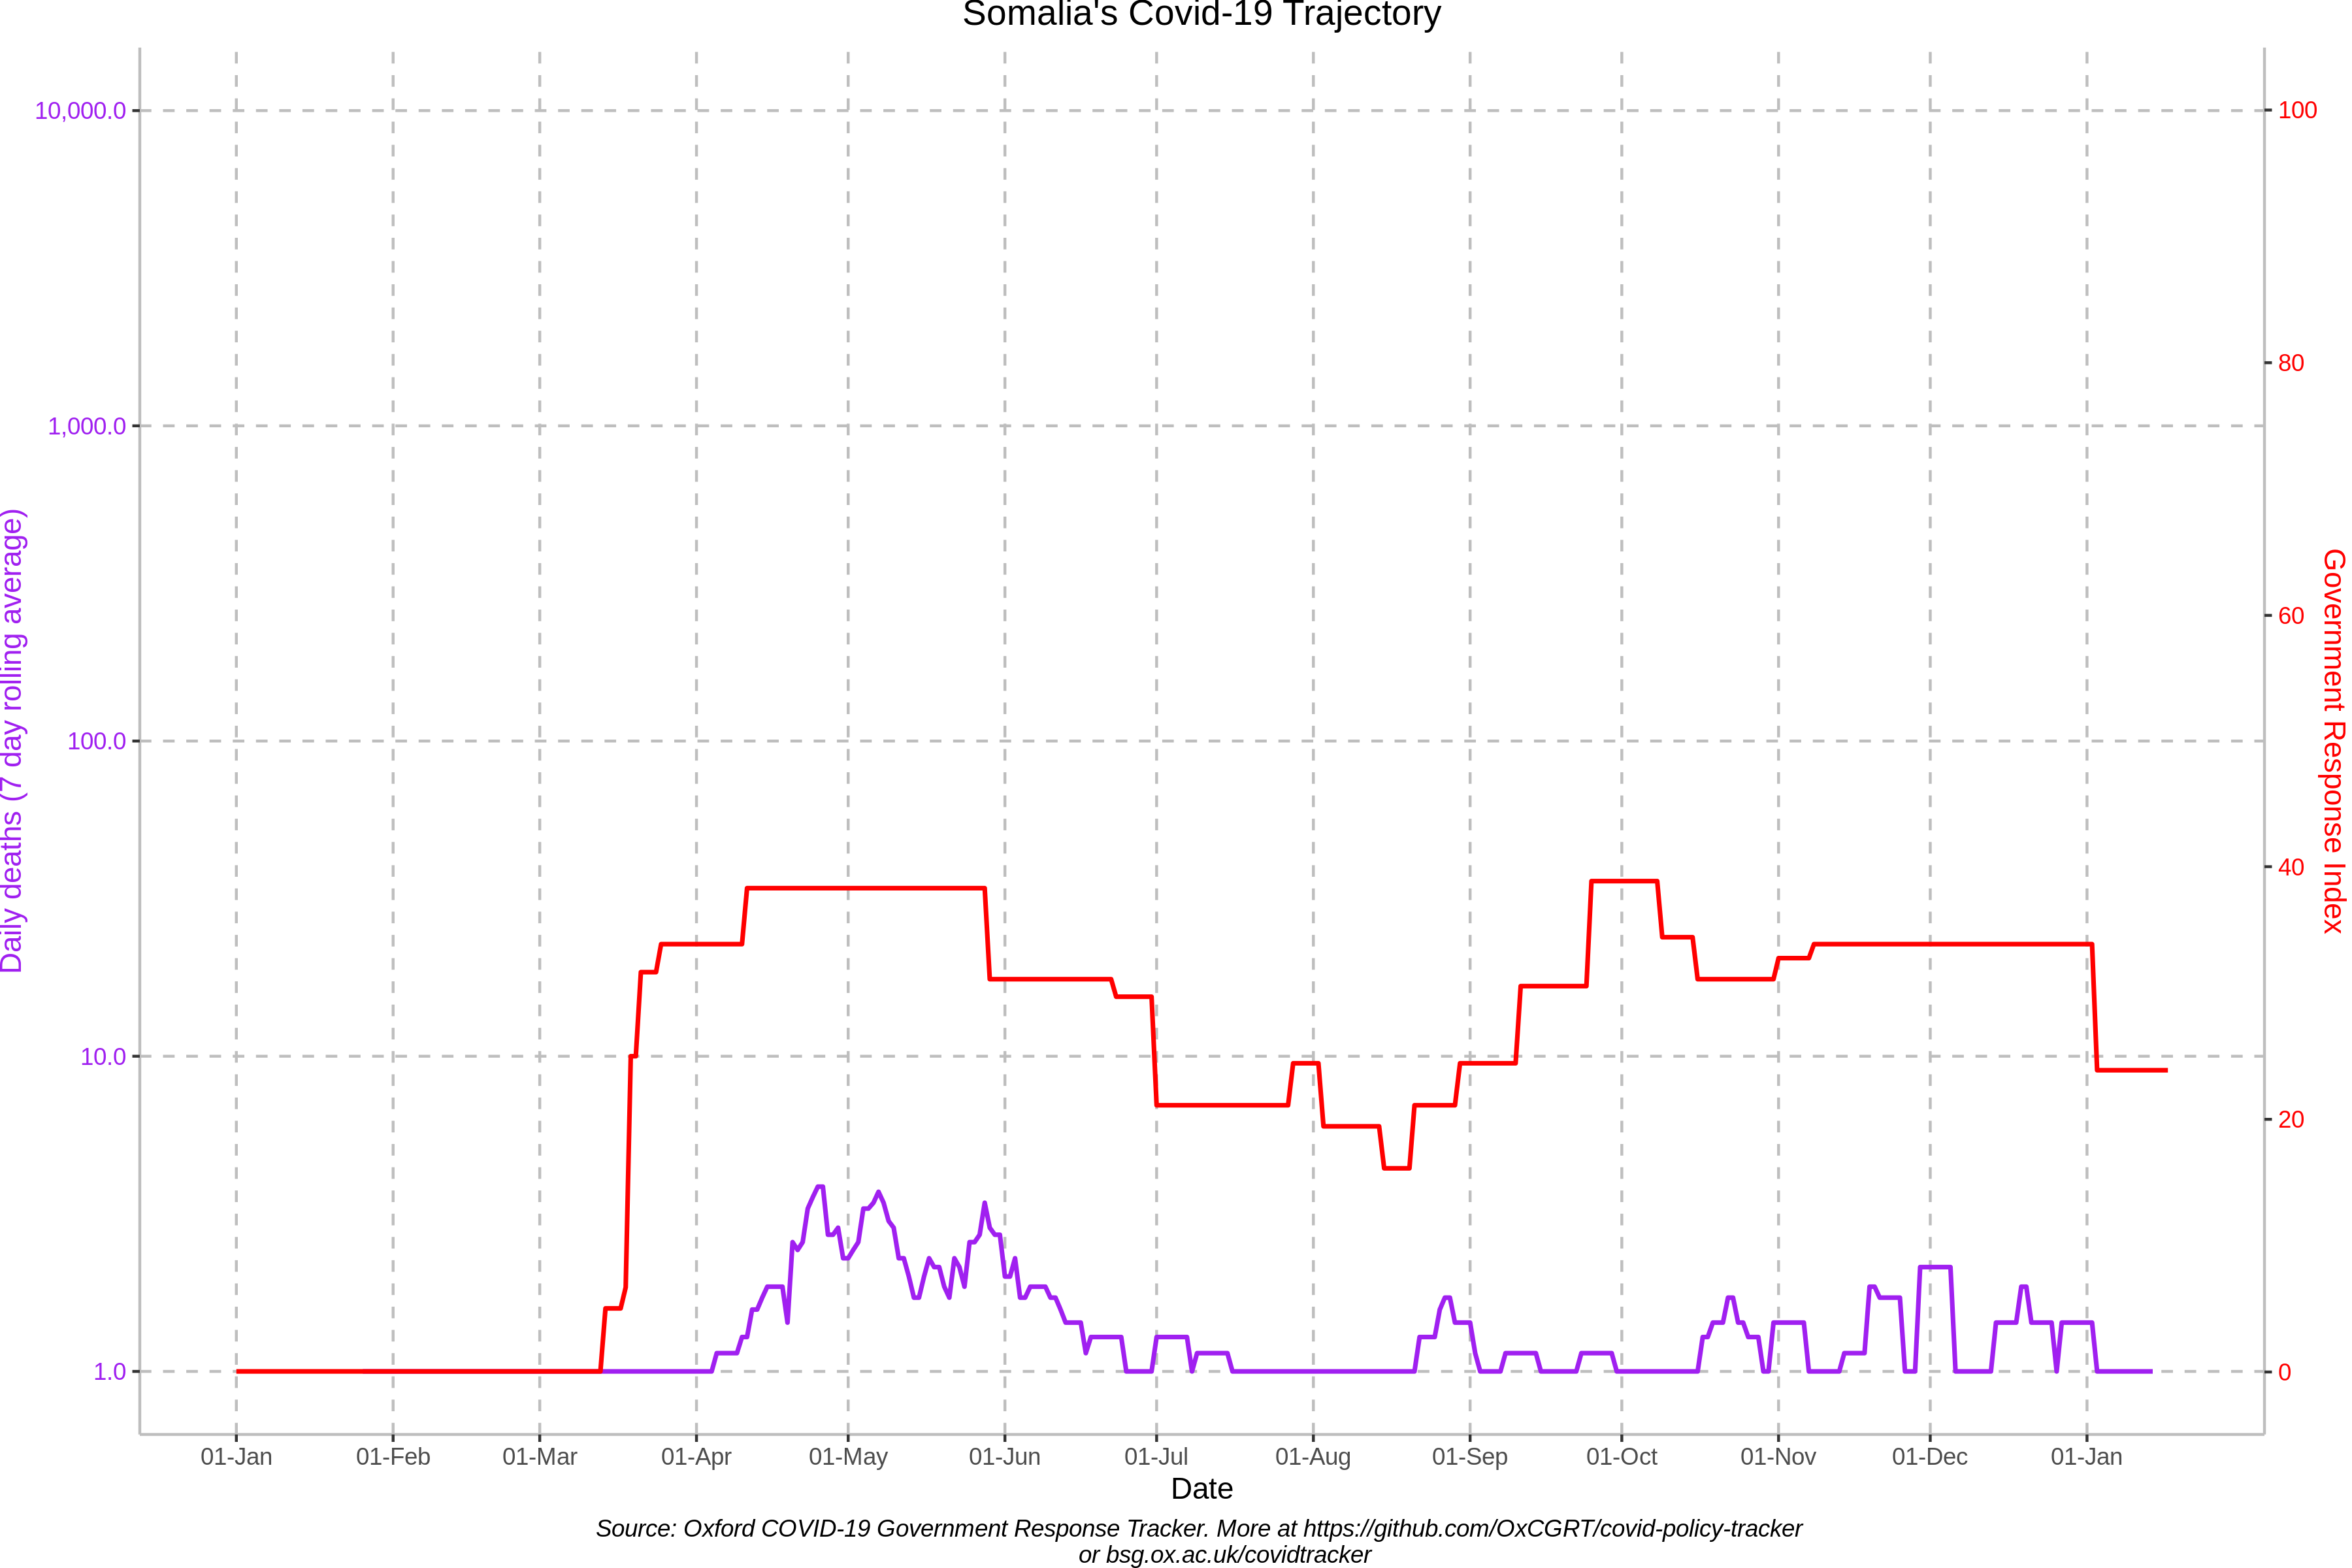 Somalia's Covid-19 Trajectory
10,000.0
1,000.0
100.0
10.0
1.0
Daily deaths (7 day rolling average)
100
80
60
40
20
0
Government Response Index
01-Jan 01-Feb 01-Mar 01-Apr 01-May 01-Jun 01-Jul 01-Aug 01-Sep 01-Oct 01-Nov 01-Dec 01-Jan
Date
Source: Oxford COVID-19 Government Response Tracker. More at https://github.com/OxCGRT/covid-policy-tracker
or bsg.ox.ac.uk/covidtracker